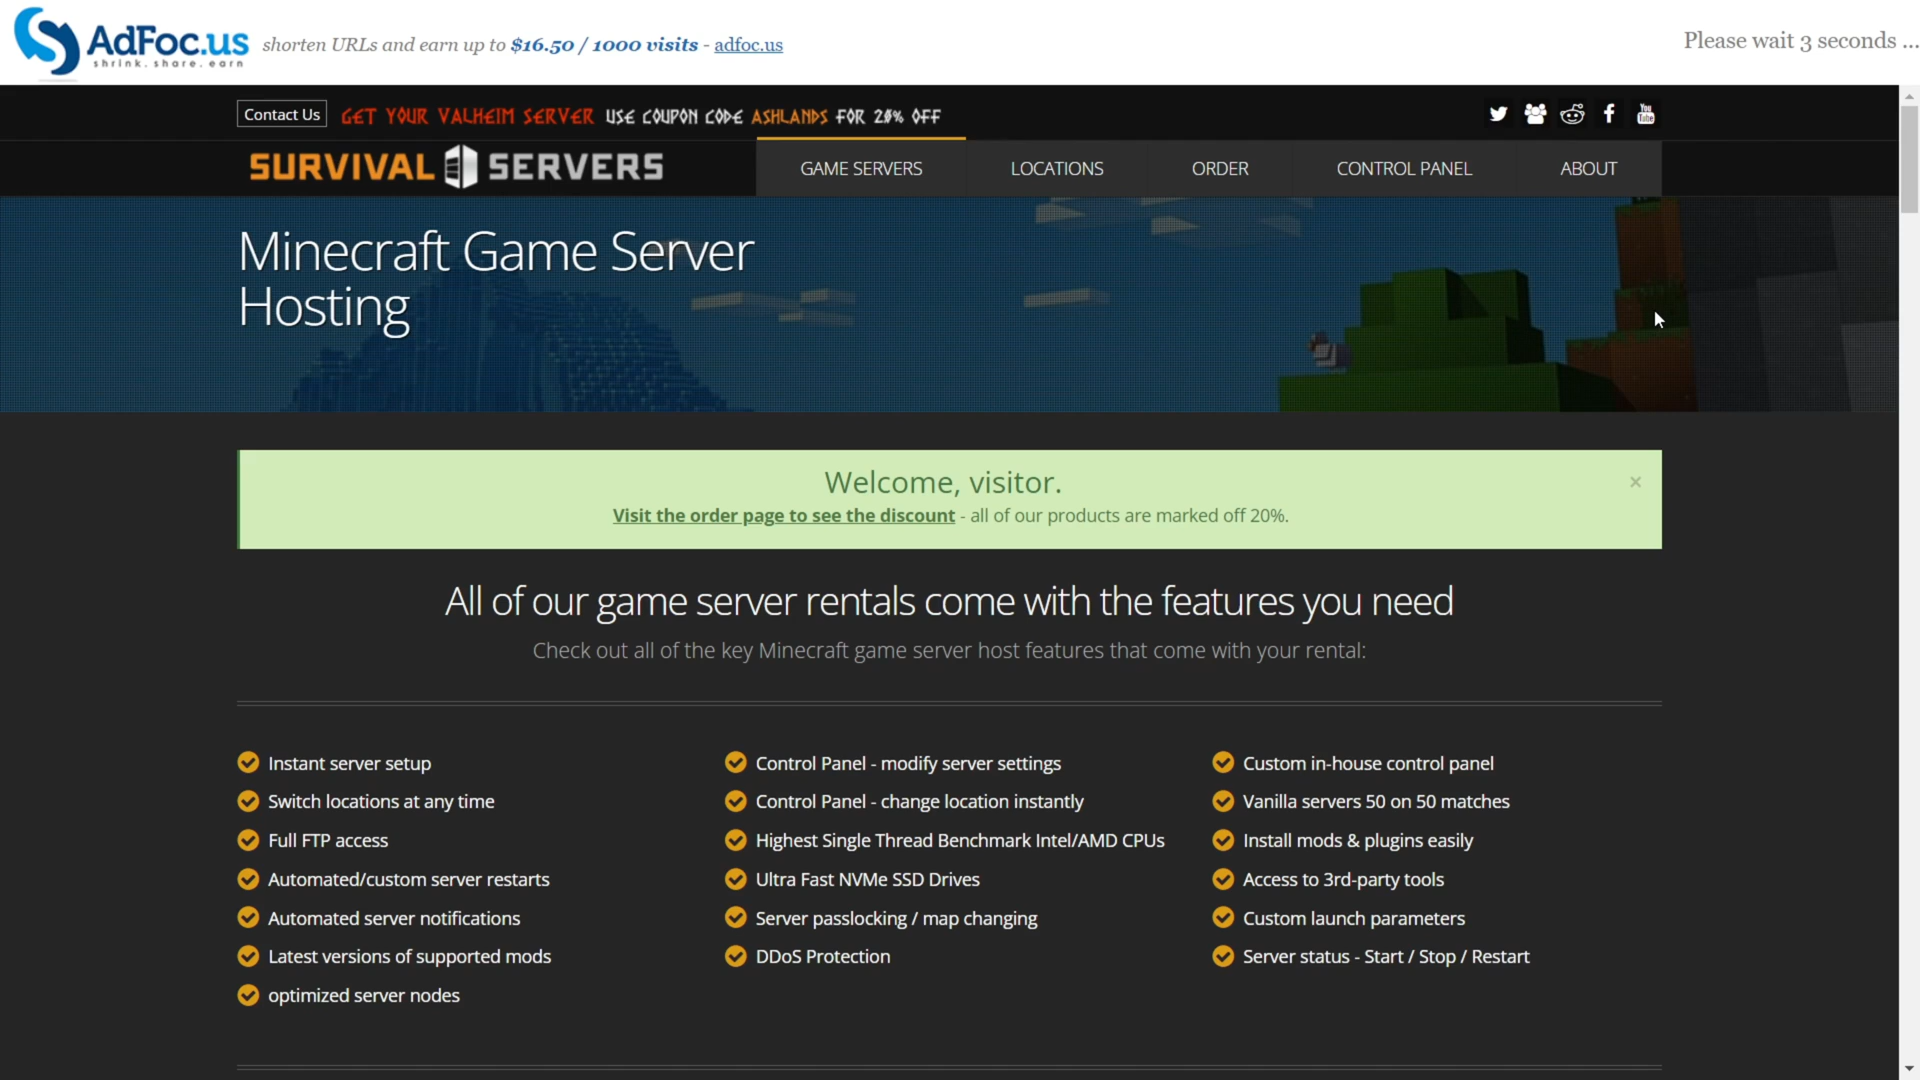 AdFoc.us
shrink.share.earn
shorten URLs and earn up to $16.50 / 1000 visits - adfoc.us
Please wait 3 seconds ...
Contact Us
GET YOUR VALHEIM SERVER USE COUPON CODE ASHLANDS FOR 20% OFF
You Tube
SURVIVAL SERVERS
GAME SERVERS
LOCATIONS
ORDER
CONTROL PANEL
ABOUT
Minecraft Game Server
Hosting
Welcome, visitor.
×
Visit the order page to see the discount - all of our products are marked off 20%.
All of our game server rentals come with the features you need
Check out all of the key Minecraft game server host features that come with your rental:
Instant server setup
Switch locations at any time
Full FTP access
Automated/custom server restarts
Automated server notifications
Latest versions of supported mods
optimized server nodes
Control Panel - modify server settings
Control Panel - change location instantly
Highest Single Thread Benchmark Intel/AMD CPUs
Ultra Fast NVMe SSD Drives
Server passlocking / map changing
DDoS Protection
Custom in-house control panel
Vanilla servers 50 on 50 matches
Install mods & plugins easily
Access to 3rd-party tools
Custom launch parameters
Server status - Start / Stop / Restart